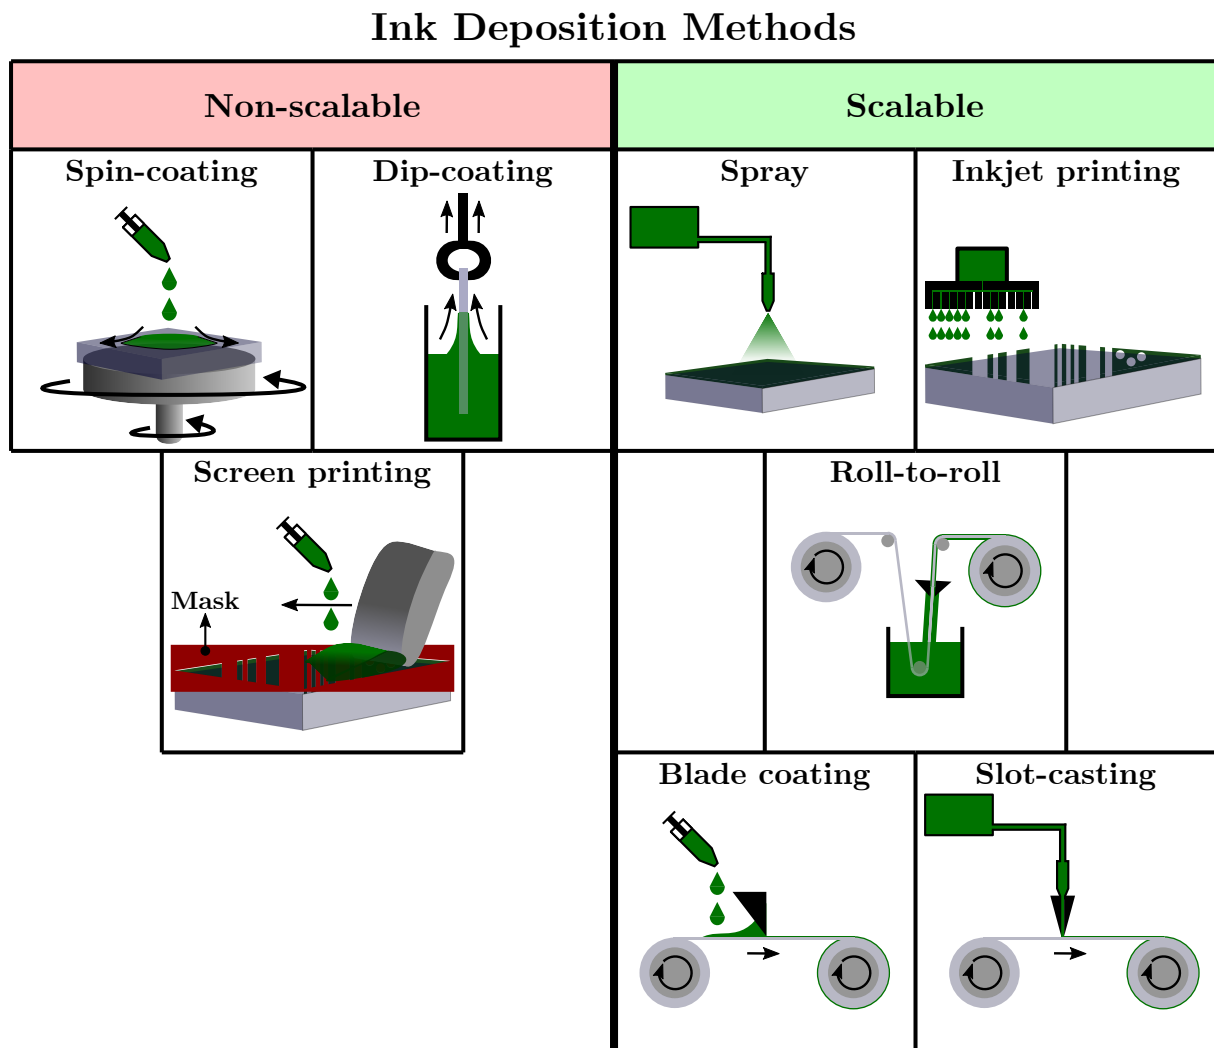 Ink Deposition Methods
Non-scalable
Scalable
Spin-coating
Dip-coating
Spray
Inkjet printing
Screen printing
Roll-to-roll
Mask
Blade coating
Slot-casting